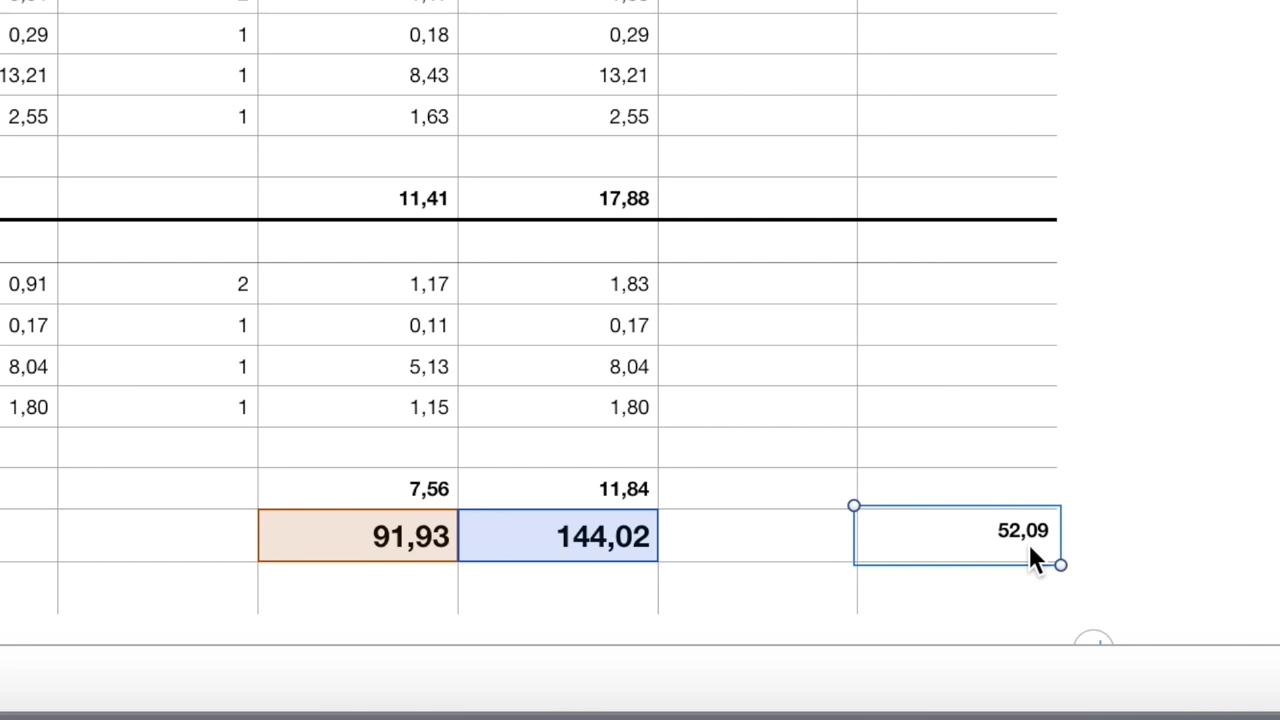 0,29 1 0,18 0,29
13,21 1 8,43 13,21
2,55 1 1,63 2,55
11,41 17,88
0,91 2 1,17 1,83
0,17 1 0,11 0,17
8,04 1 5,13 8,04
1,80 1 1,15 1,80
7,56 11,84
91,93 144,02 52,09